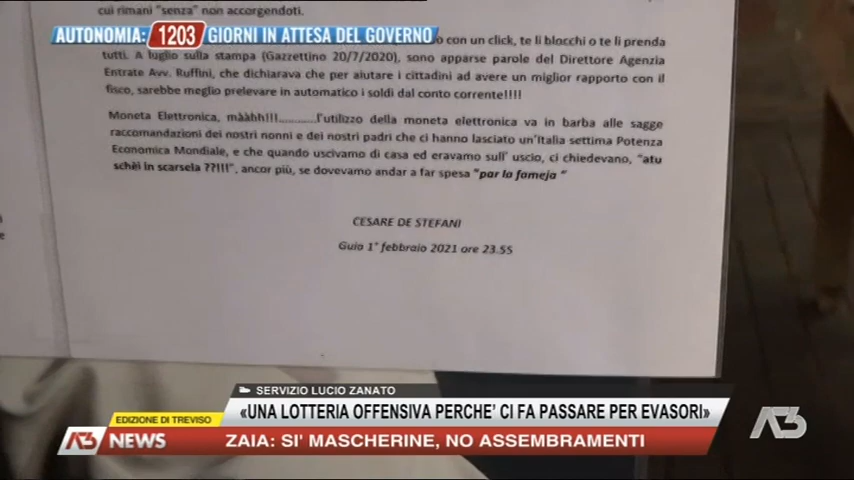 cui rimani "senza" non accorgendoti.
AUTONOMIA: 1203 GIORNI IN ATTESA DEL GOVERNO
o con un click, te li blocchi o te li prenda
tutti. A luglio sulla stampa (Gazzettino 20/7/2020), sono apparse parole del Direttore Agenzia
Entrate Avv. Ruffini, che dichiarava che per aiutare i cittadini ad avere un miglior rapporto con il
fisco, sarebbe meglio prelevare in automatico i soldi dal conto corrente!!!!
Moneta Elettronica, mààhh!!!............l'utilizzo della moneta elettronica va in barba alle sagge
raccomandazioni dei nostri nonni e dei nostri padri che ci hanno lasciato un'Italia settima Potenza
Economica Mondiale, e che quando uscivamo di casa ed eravamo sull' uscio, ci chiedevano, "atu
schèi in scarsela ??!!!", ancor più, se dovevamo andar a far spesa "par la fameja "
e
CESARE DE STEFANI
Guia 1° febbraio 2021 ore 23.55
SERVIZIO LUCIO ZANATO
«UNA LOTTERIA OFFENSIVA PERCHE' CI FA PASSARE PER EVASORI»
EDIZIONE DI TREVISO
A3 NEWS
ZAIA: SI' MASCHERINE, NO ASSEMBRAMENTI
A3